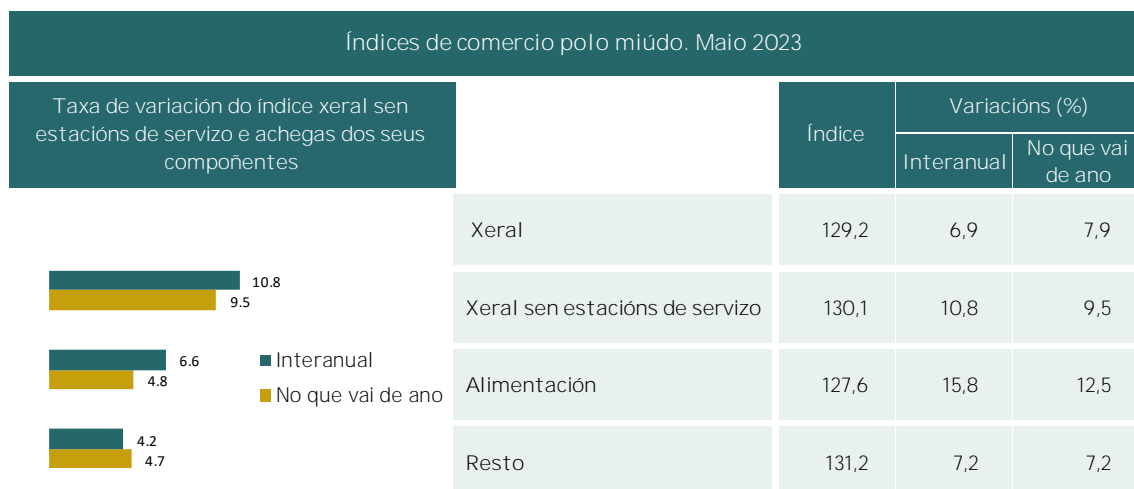 Índices de comercio polo miúdo. Maio 2023
Taxa de variación do índice xeral sen
estacións de servizo e achegas dos seus
compoñentes
Índice
Variacións (%)
Interanual
No que vai
de ano
Xeral 129,2 6,9 7,9
10.8
9.5
Xeral sen estacións de servizo 130,1 10,8 9,5
6.6
4.8
Interanual
No que vai de ano
Alimentación 127,6 15,8 12,5
4.2
4.7
Resto 131,2 7,2 7,2